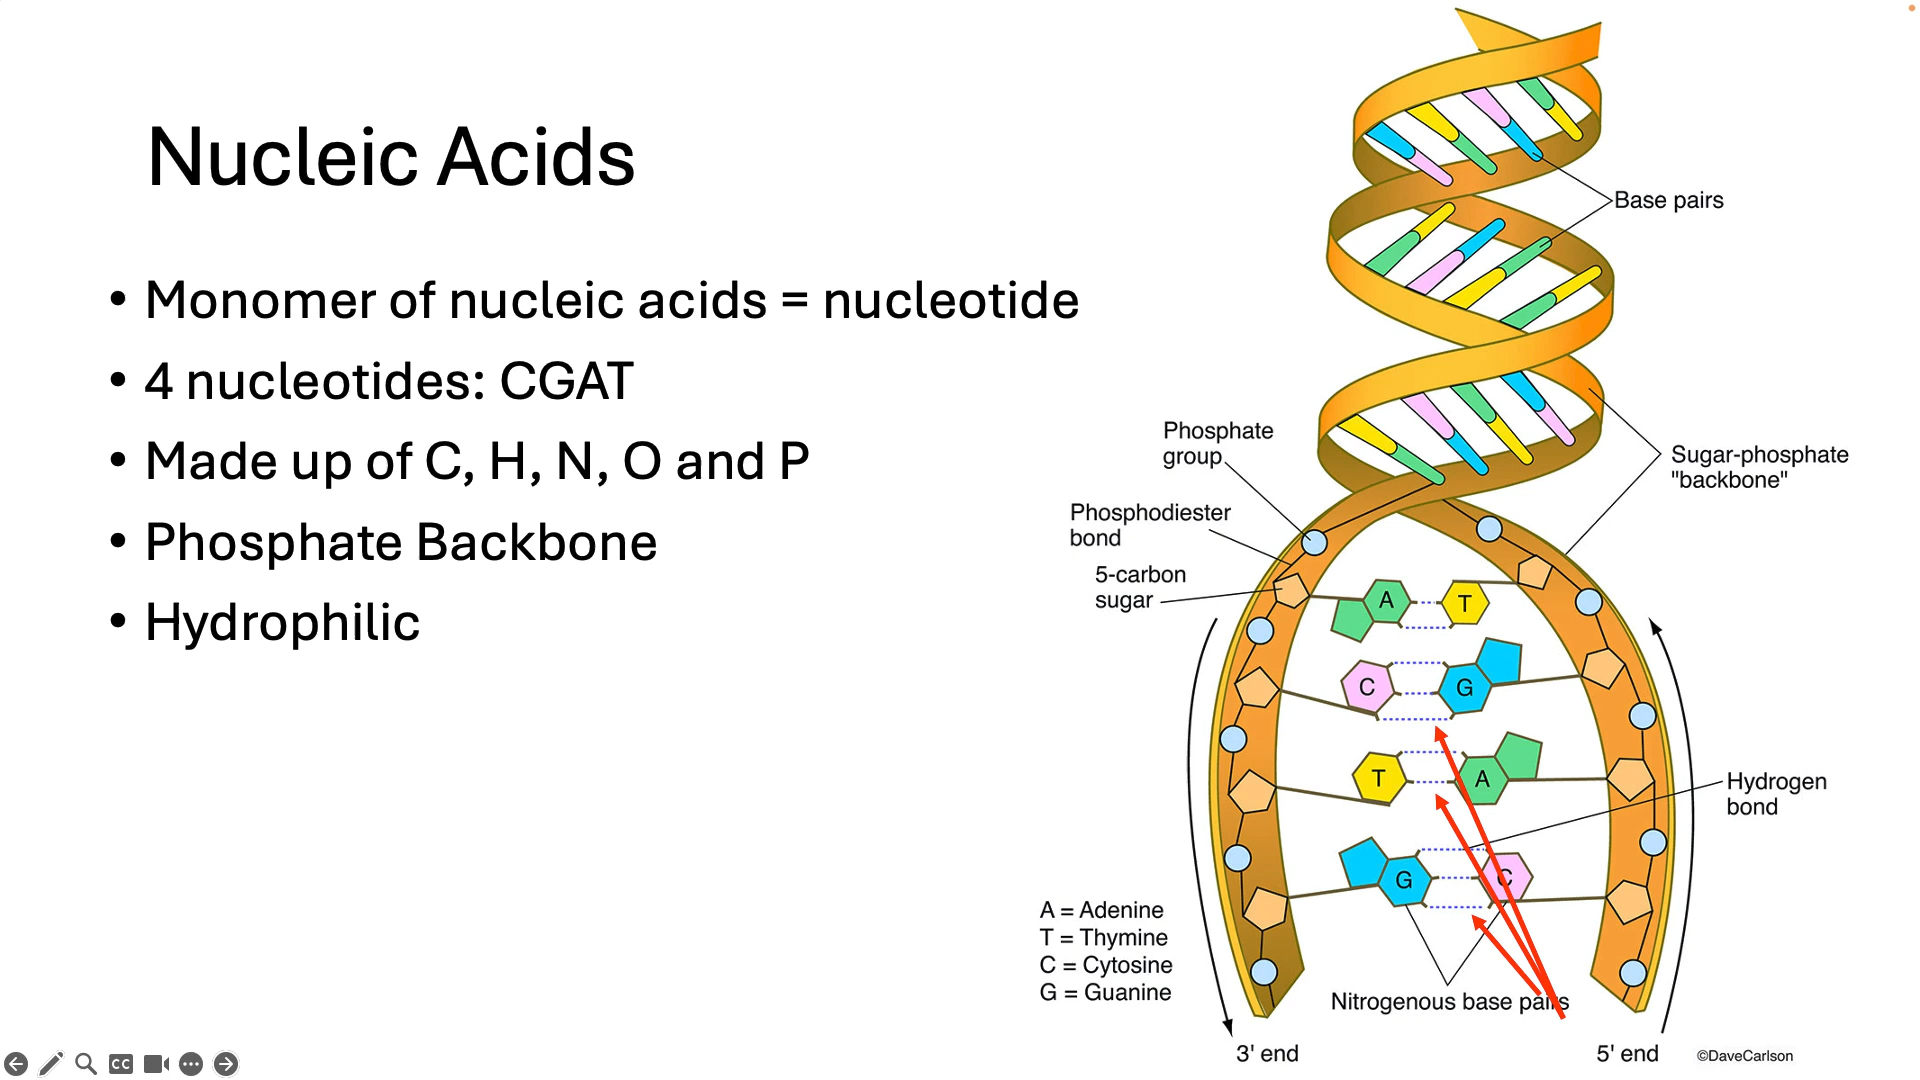 Nucleic Acids
• Monomer of nucleic acids = nucleotide
• 4 nucleotides: CGAT
• Made up of C, H, N, O and P
• Phosphate Backbone
• Hydrophilic
Base pairs
Phosphate
group
Sugar-phosphate
"backbone"
Phosphodiester
bond
5-carbon
sugar
A T
C G
T A
Hydrogen
bond
G C
A = Adenine
T = Thymine
C = Cytosine
G = Guanine
Nitrogenous base pairs
3' end
5' end
©DaveCarlson
CC